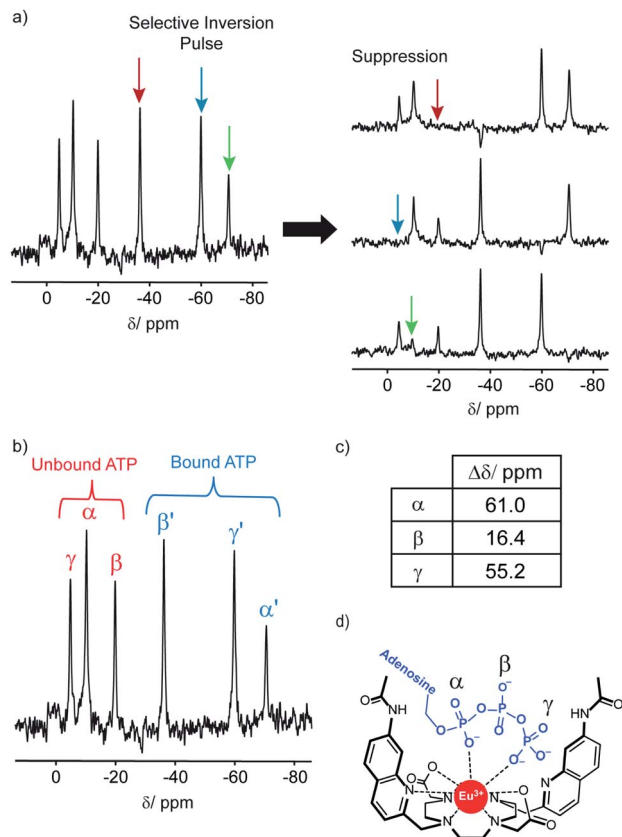 a)
Selective Inversion
Pulse
Suppression
0 -20 -40 -60 -80
δ/ ppm
0 -20 -40 -60 -80
δ/ ppm
b)
Unbound ATP
Bound ATP
γ α β β' γ' α'
0 -20 -40 -60 -80
δ/ ppm
c)
Δδ/ ppm
α 61.0
β 16.4
γ 55.2
d)
Adenosine
α β γ
O P O O⁻ O P O O⁻ O P O O⁻ O⁻
O NH NH O
O O N N N N O O
Eu³⁺
N N